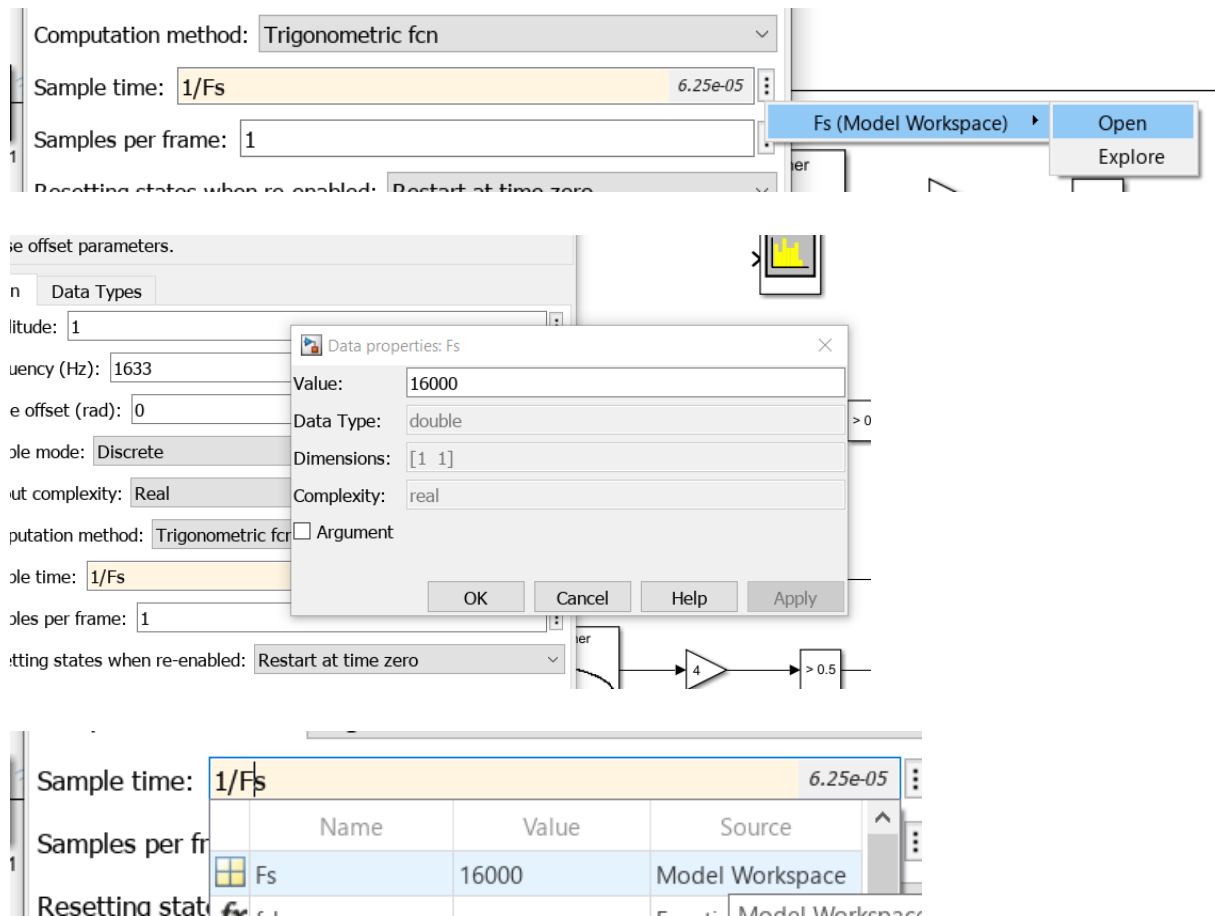 Computation method: Trigonometric fcn
Sample time: 1/Fs 6.25e-05
Fs (Model Workspace) Open
Samples per frame: 1
Explore
Resetting states when re-enabled: Restart at time zero
se offset parameters.
n Data Types
litude: 1
Data properties: Fs
uency (Hz): 1633
Value: 16000
e offset (rad): 0
Data Type: double
> 0
ple mode: Discrete
Dimensions: [1 1]
ut complexity: Real
Complexity: real
putation method: Trigonometric fcn
Argument
ple time: 1/Fs
OK Cancel Help Apply
ples per frame: 1
etting states when re-enabled: Restart at time zero
4
> 0.5
Sample time: 1/Fs 6.25e-05
Name Value Source
Samples per fr
Fs 16000 Model Workspace
Resetting stat
Model Workspace